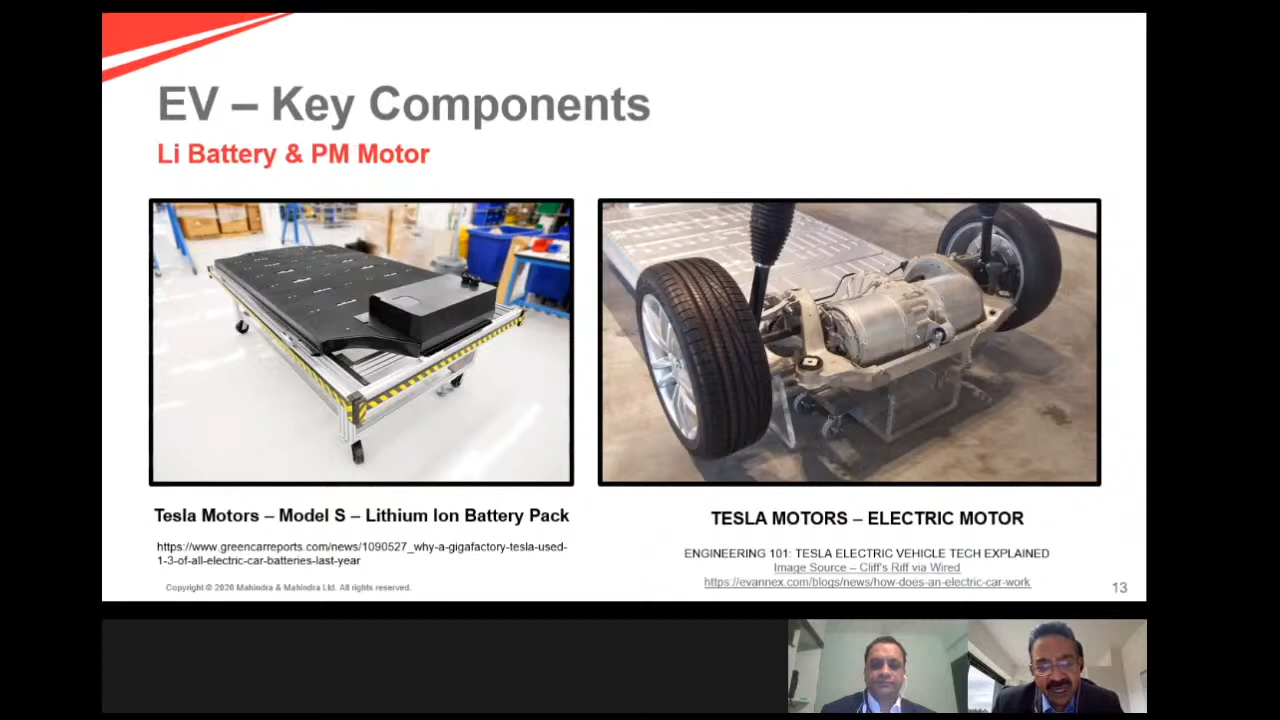 EV – Key Components
Li Battery & PM Motor
Tesla Motors – Model S – Lithium Ion Battery Pack
https://www.greencarreports.com/news/1090527_why-a-gigafactory-tesla-used-
1-3-of-all-electric-car-batteries-last-year
TESLA MOTORS – ELECTRIC MOTOR
ENGINEERING 101: TESLA ELECTRIC VEHICLE TECH EXPLAINED
Image Source – Cliff's Riff via Wired
https://evannex.com/blogs/news/how-does-an-electric-car-work
Copyright © 2020 Mahindra & Mahindra Ltd. All rights reserved.
13